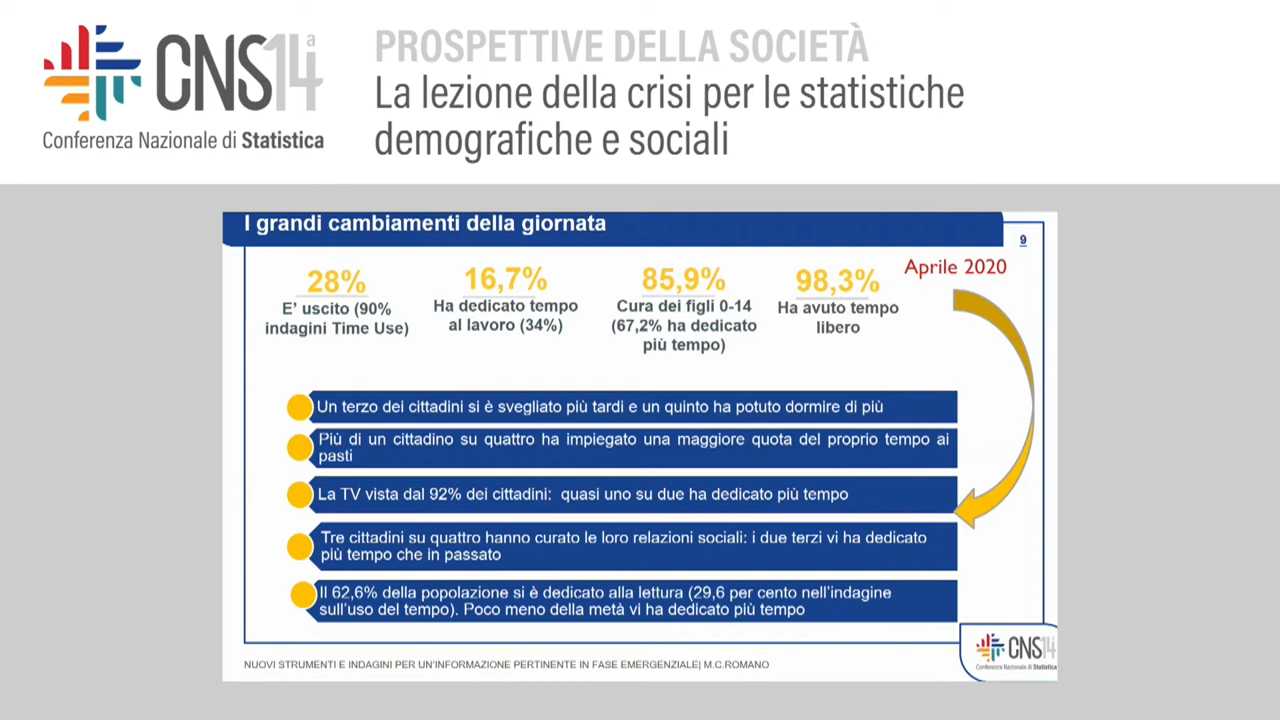 CNS14a
Conferenza Nazionale di Statistica
PROSPETTIVE DELLA SOCIETÀ
La lezione della crisi per le statistiche
demografiche e sociali
I grandi cambiamenti della giornata
9
Aprile 2020
28%
E' uscito (90%
indagini Time Use)
16,7%
Ha dedicato tempo
al lavoro (34%)
85,9%
Cura dei figli 0-14
(67,2% ha dedicato
più tempo)
98,3%
Ha avuto tempo
libero
Un terzo dei cittadini si è svegliato più tardi e un quinto ha potuto dormire di più
Più di un cittadino su quattro ha impiegato una maggiore quota del proprio tempo ai
pasti
La TV vista dal 92% dei cittadini: quasi uno su due ha dedicato più tempo
Tre cittadini su quattro hanno curato le loro relazioni sociali: i due terzi vi ha dedicato
più tempo che in passato
Il 62,6% della popolazione si è dedicato alla lettura (29,6 per cento nell'indagine
sull'uso del tempo). Poco meno della metà vi ha dedicato più tempo
NUOVI STRUMENTI E INDAGINI PER UN'INFORMAZIONE PERTINENTE IN FASE EMERGENZIALE| M.C.ROMANO
CNS14
Conferenza Nazionale di Statistica